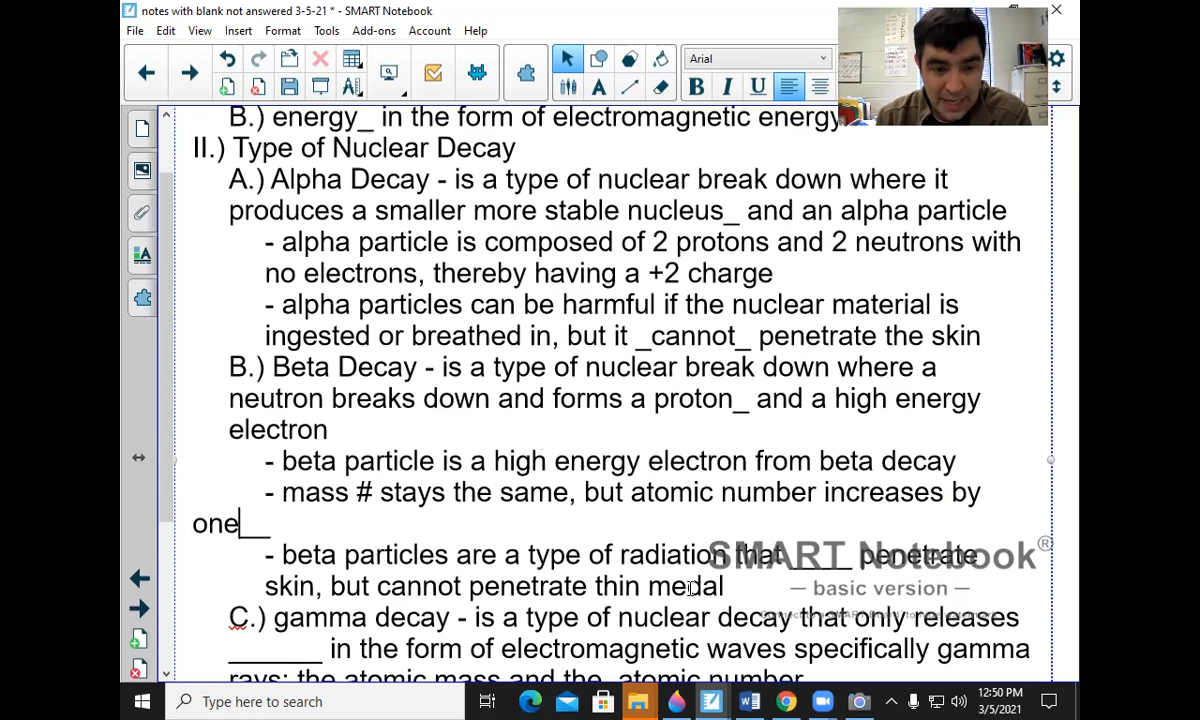 notes with blank not answered 3-5-21 * - SMART Notebook
File Edit View Insert Format Tools Add-ons Account Help
Arial
B I U
B.) energy_ in the form of electromagnetic energy
II.) Type of Nuclear Decay
A.) Alpha Decay - is a type of nuclear break down where it
produces a smaller more stable nucleus_ and an alpha particle
- alpha particle is composed of 2 protons and 2 neutrons with
no electrons, thereby having a +2 charge
- alpha particles can be harmful if the nuclear material is
ingested or breathed in, but it _cannot_ penetrate the skin
B.) Beta Decay - is a type of nuclear break down where a
neutron breaks down and forms a proton_ and a high energy
electron
- beta particle is a high energy electron from beta decay
- mass # stays the same, but atomic number increases by
one__
- beta particles are a type of radiation that ____ penetrate
skin, but cannot penetrate thin medal
SMART Notebook®
— basic version —
C.) gamma decay - is a type of nuclear decay that only releases
______ in the form of electromagnetic waves specifically gamma
rays; the atomic mass and the_atomic number
Type here to search
12:50 PM
3/5/2021